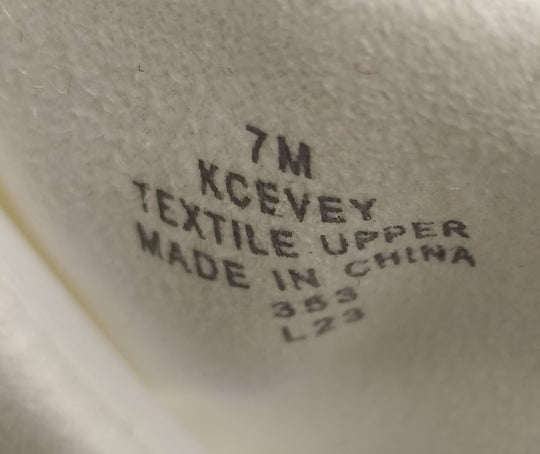 7M
KCEVEY
TEXTILE UPPER
MADE IN CHINA
353
L23